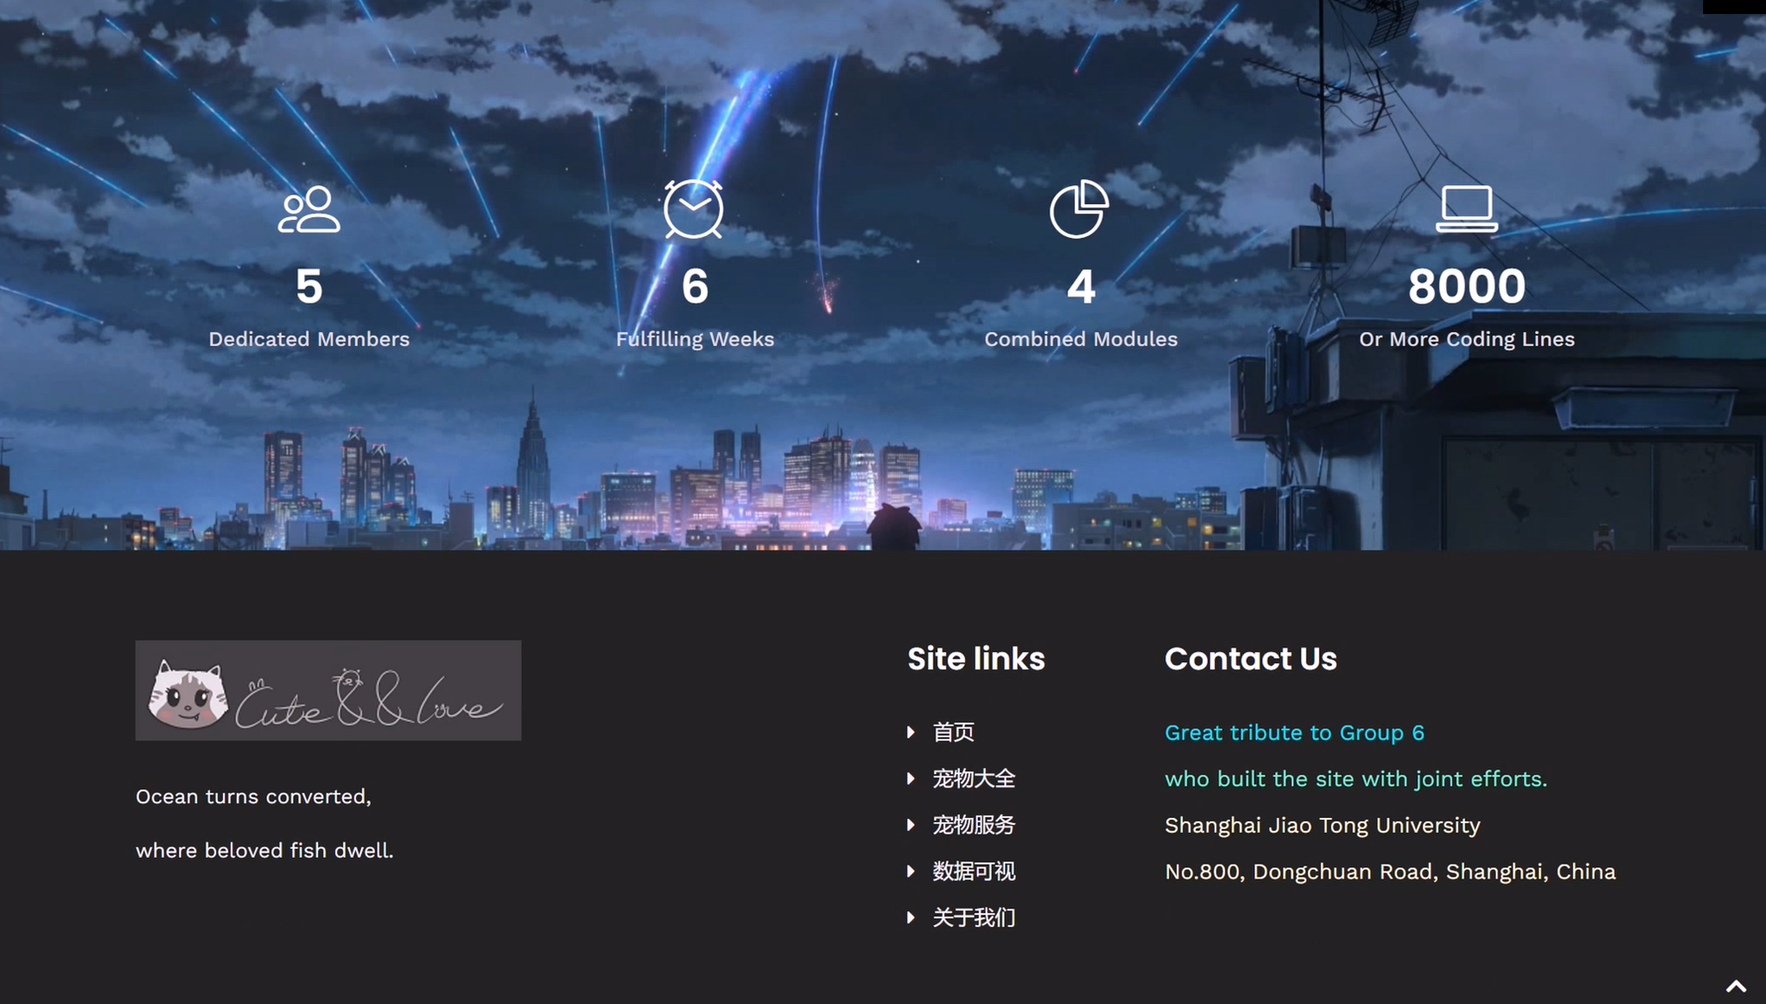 5
6
4
8000
Dedicated Members
Fulfilling Weeks
Combined Modules
Or More Coding Lines
Cute && Love
Ocean turns converted,
where beloved fish dwell.
Site links
首页
宠物大全
宠物服务
数据可视
关于我们
Contact Us
Great tribute to Group 6
who built the site with joint efforts.
Shanghai Jiao Tong University
No.800, Dongchuan Road, Shanghai, China